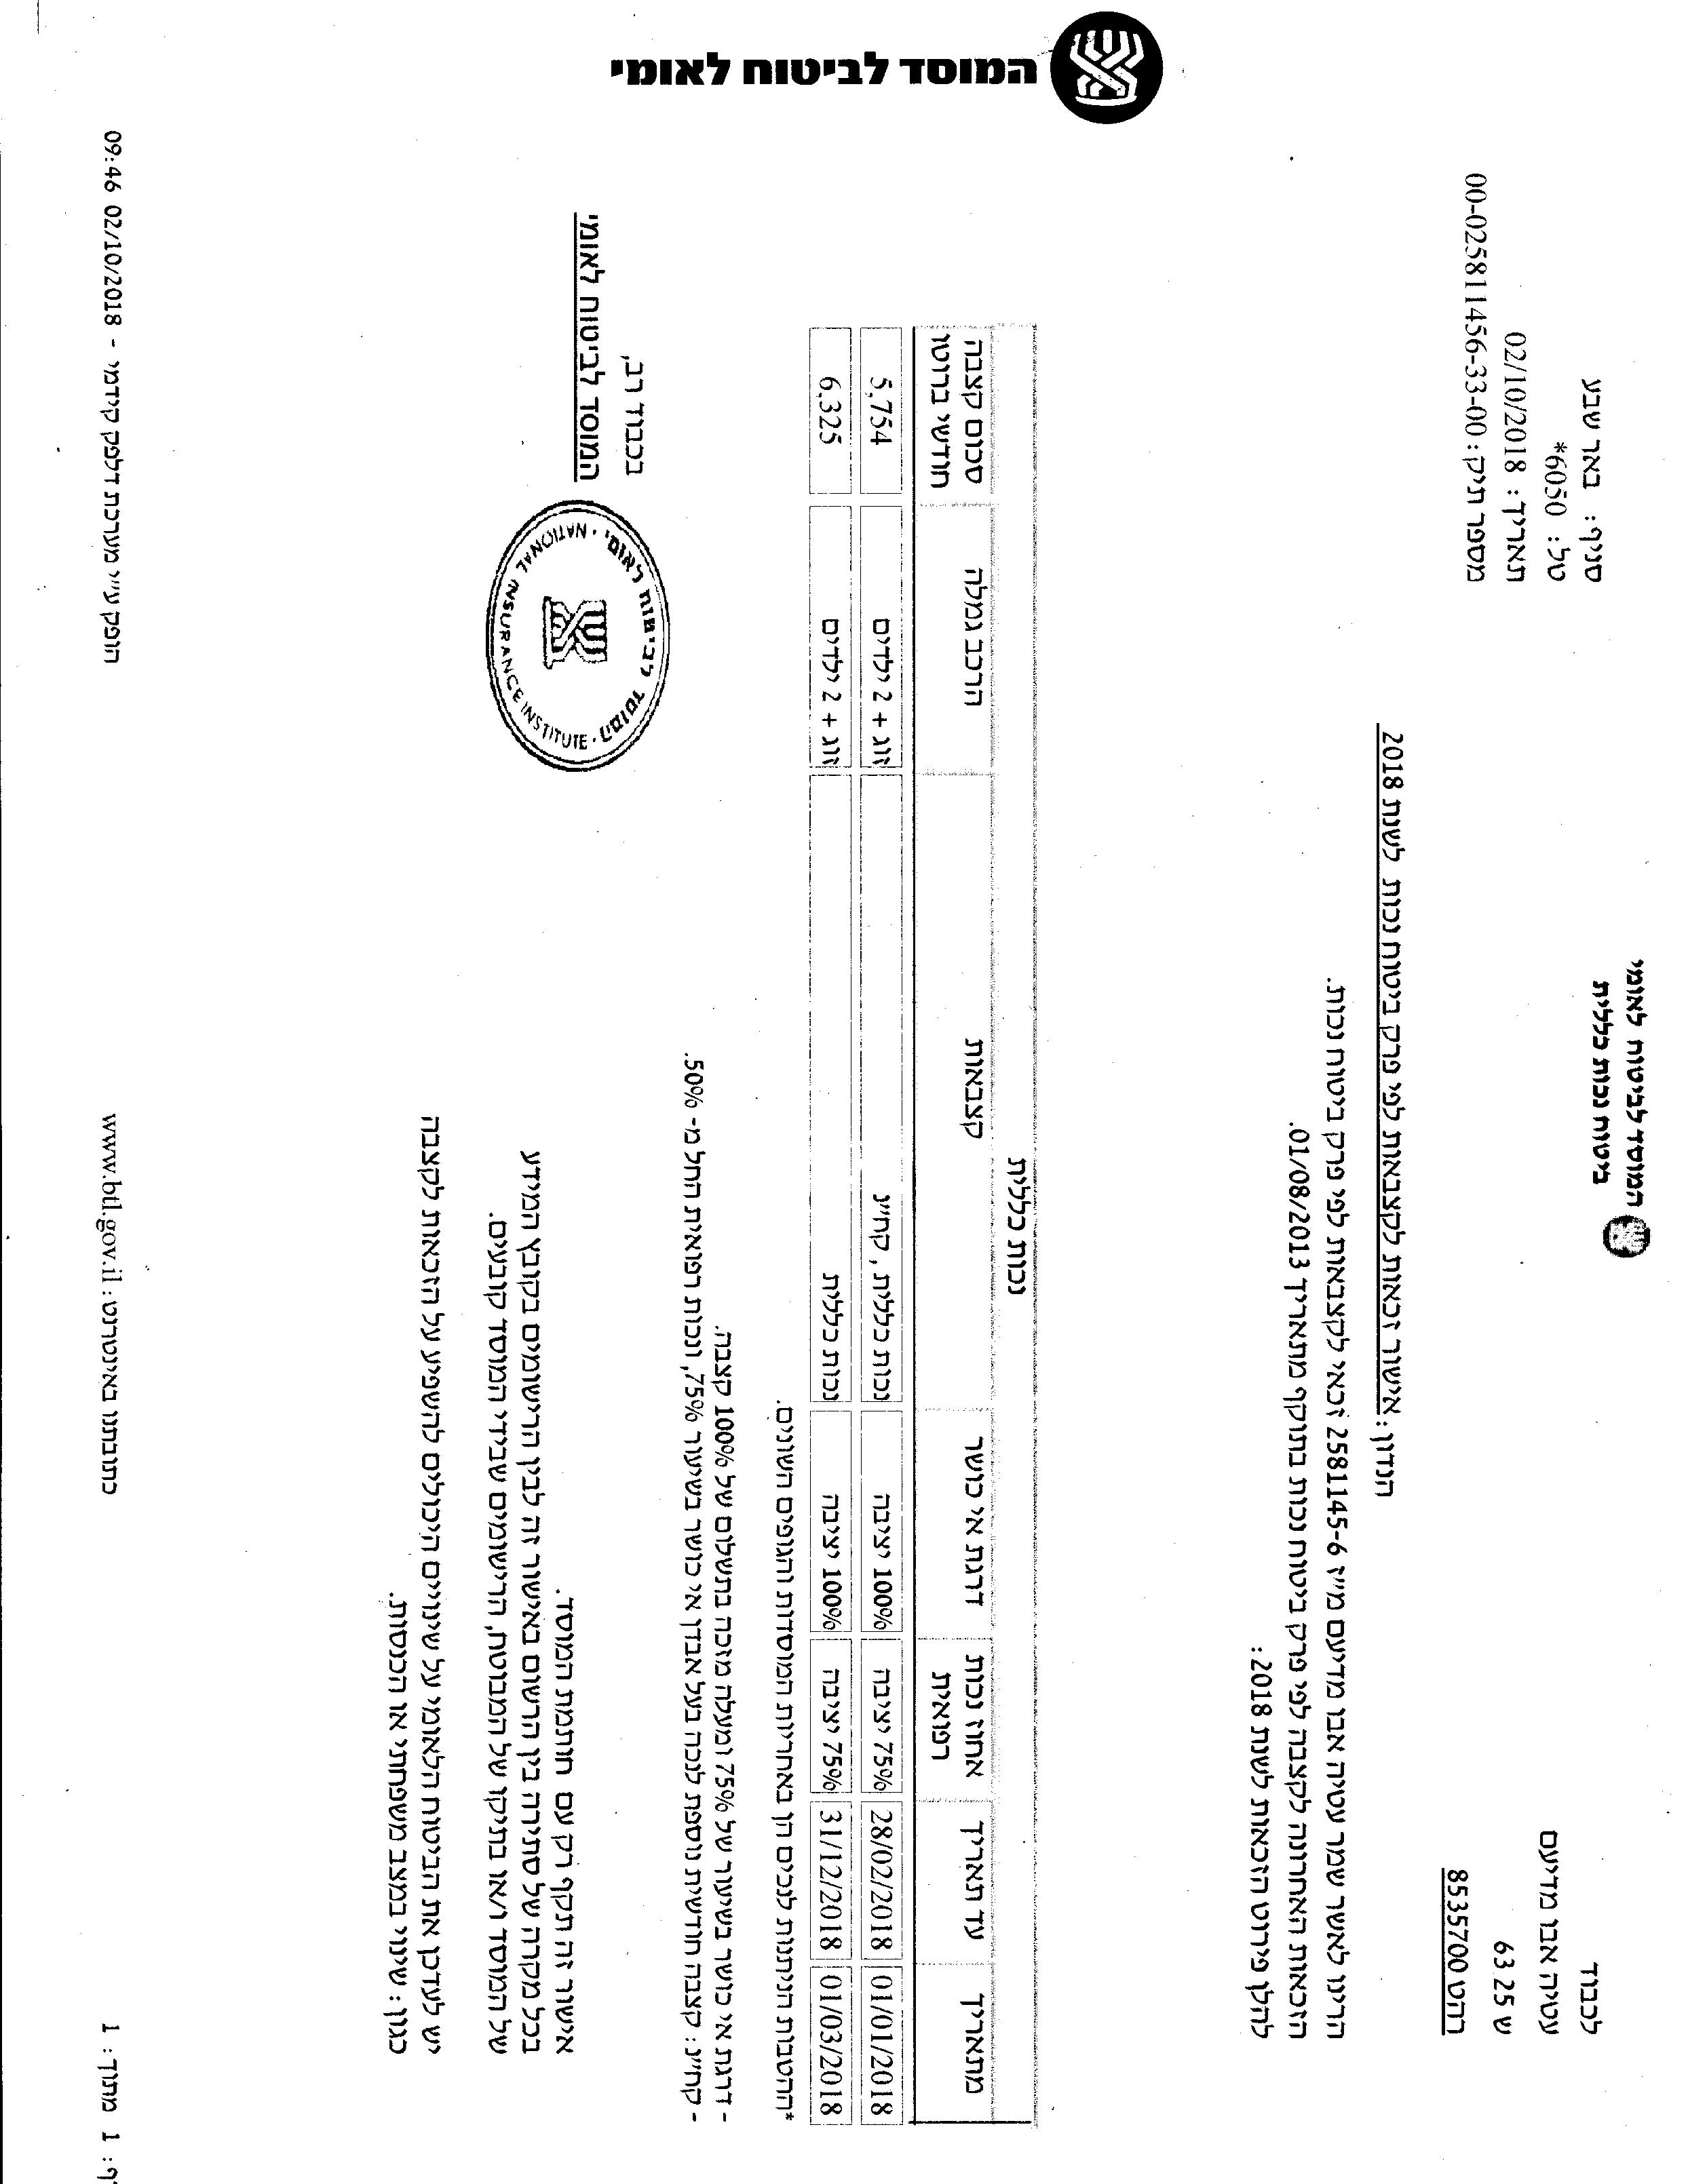 המוסד לביטוח לאומי
ביטוח נכות כללית
לכבוד
עטיה אבו מדיעם
ש 25 63
רהט 8535700
סניף: באר שבע
טל: 6050*
תאריך: 02/10/2018
מספר תיק: 00-025811456-33-00
הנדון: אישור זכאות לקצבאות לפי פרק ביטוח נכות לשנת 2018
הרינו לאשר שמר עטיה אבו מדיעם מ"ז 2581145-6 זכאי לקצבאות לפי פרק ביטוח נכות.
הזכאות האחרונה לקצבה לפי פרק ביטוח נכות בתוקף מתאריך 01/08/2013.
להלן פירוט הזכאות לשנת 2018:
המוסד לביטוח לאומי
נכות כללית
מתאריך עד תאריך אחוז נכות דרגת אי כושר קצבאות הרכב גמלה סכום קצבה
רפואית חודשי ברוטו
01/01/2018 28/02/2018 75% יציבה 100% יציבה נכות כללית, קח"נ זוג + 2 ילדים 5,754
01/03/2018 31/12/2018 75% יציבה 100% יציבה נכות כללית זוג + 2 ילדים 6,325
*ההטבות הניתנות לנכים הן באחריות המוסדות והגופים השונים.
- דרגת אי כושר בשיעור של 75% ומעלה מזכה בתשלום של 100% קצבה.
- קח"נ: קצבה חודשית נוספת לנכה בעל אבדן אי כושר בשיעור 75%, ונכות רפואית החל מ- 50%.
בכבוד רב,
המוסד לביטוח לאומי
המוסד לביטוח לאומי · NATIONAL INSURANCE INSTITUTE ·
אישור זה תקף רק עם חותמת המוסד.
בכל מקרה של סתירה בין הרשום באישור זה לבין הרישומים בקובץ המידע
של המוסד ו/או בתיקו של המבוטח, הרישומים שבידי המוסד קובעים.
יש לעדכן את הביטוח הלאומי על שינויים היכולים להשפיע על הזכאות לקצבה
כגון: שינוי במצב משפחתי או הכנסות.
ף: 1 מתוך: 1
כתובתנו באינטרנט: www.btl.gov.il
הופק ע"י מערכת דלפק קידמי - 02/10/2018 09:46